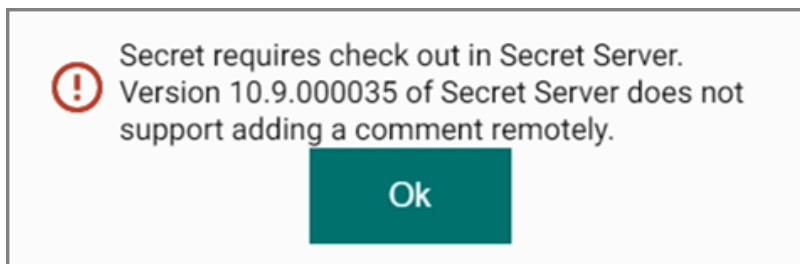 Secret requires check out in Secret Server.
Version 10.9.000035 of Secret Server does not
support adding a comment remotely.
Ok